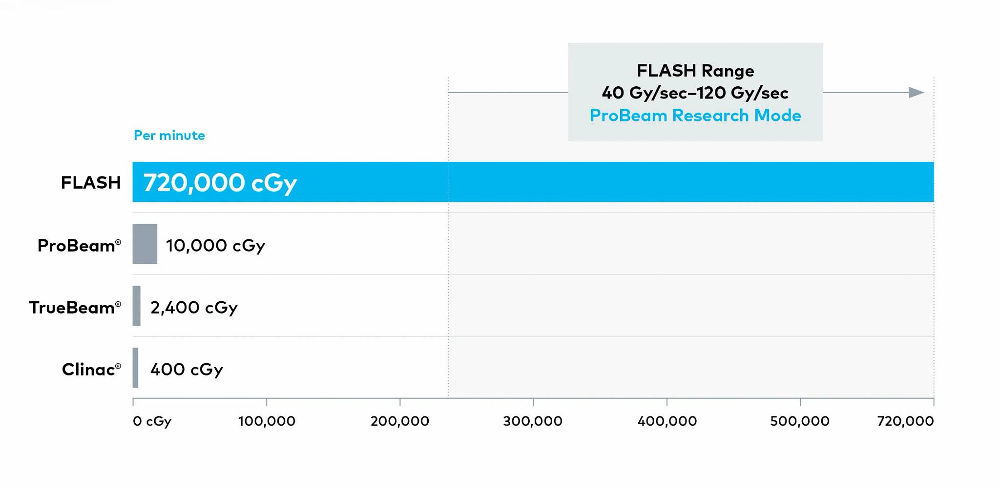 FLASH Range
40 Gy/sec–120 Gy/sec
ProBeam Research Mode
Per minute
FLASH 720,000 cGy
ProBeam® 10,000 cGy
TrueBeam® 2,400 cGy
Clinac® 400 cGy
0 cGy 100,000 200,000 300,000 400,000 500,000 720,000